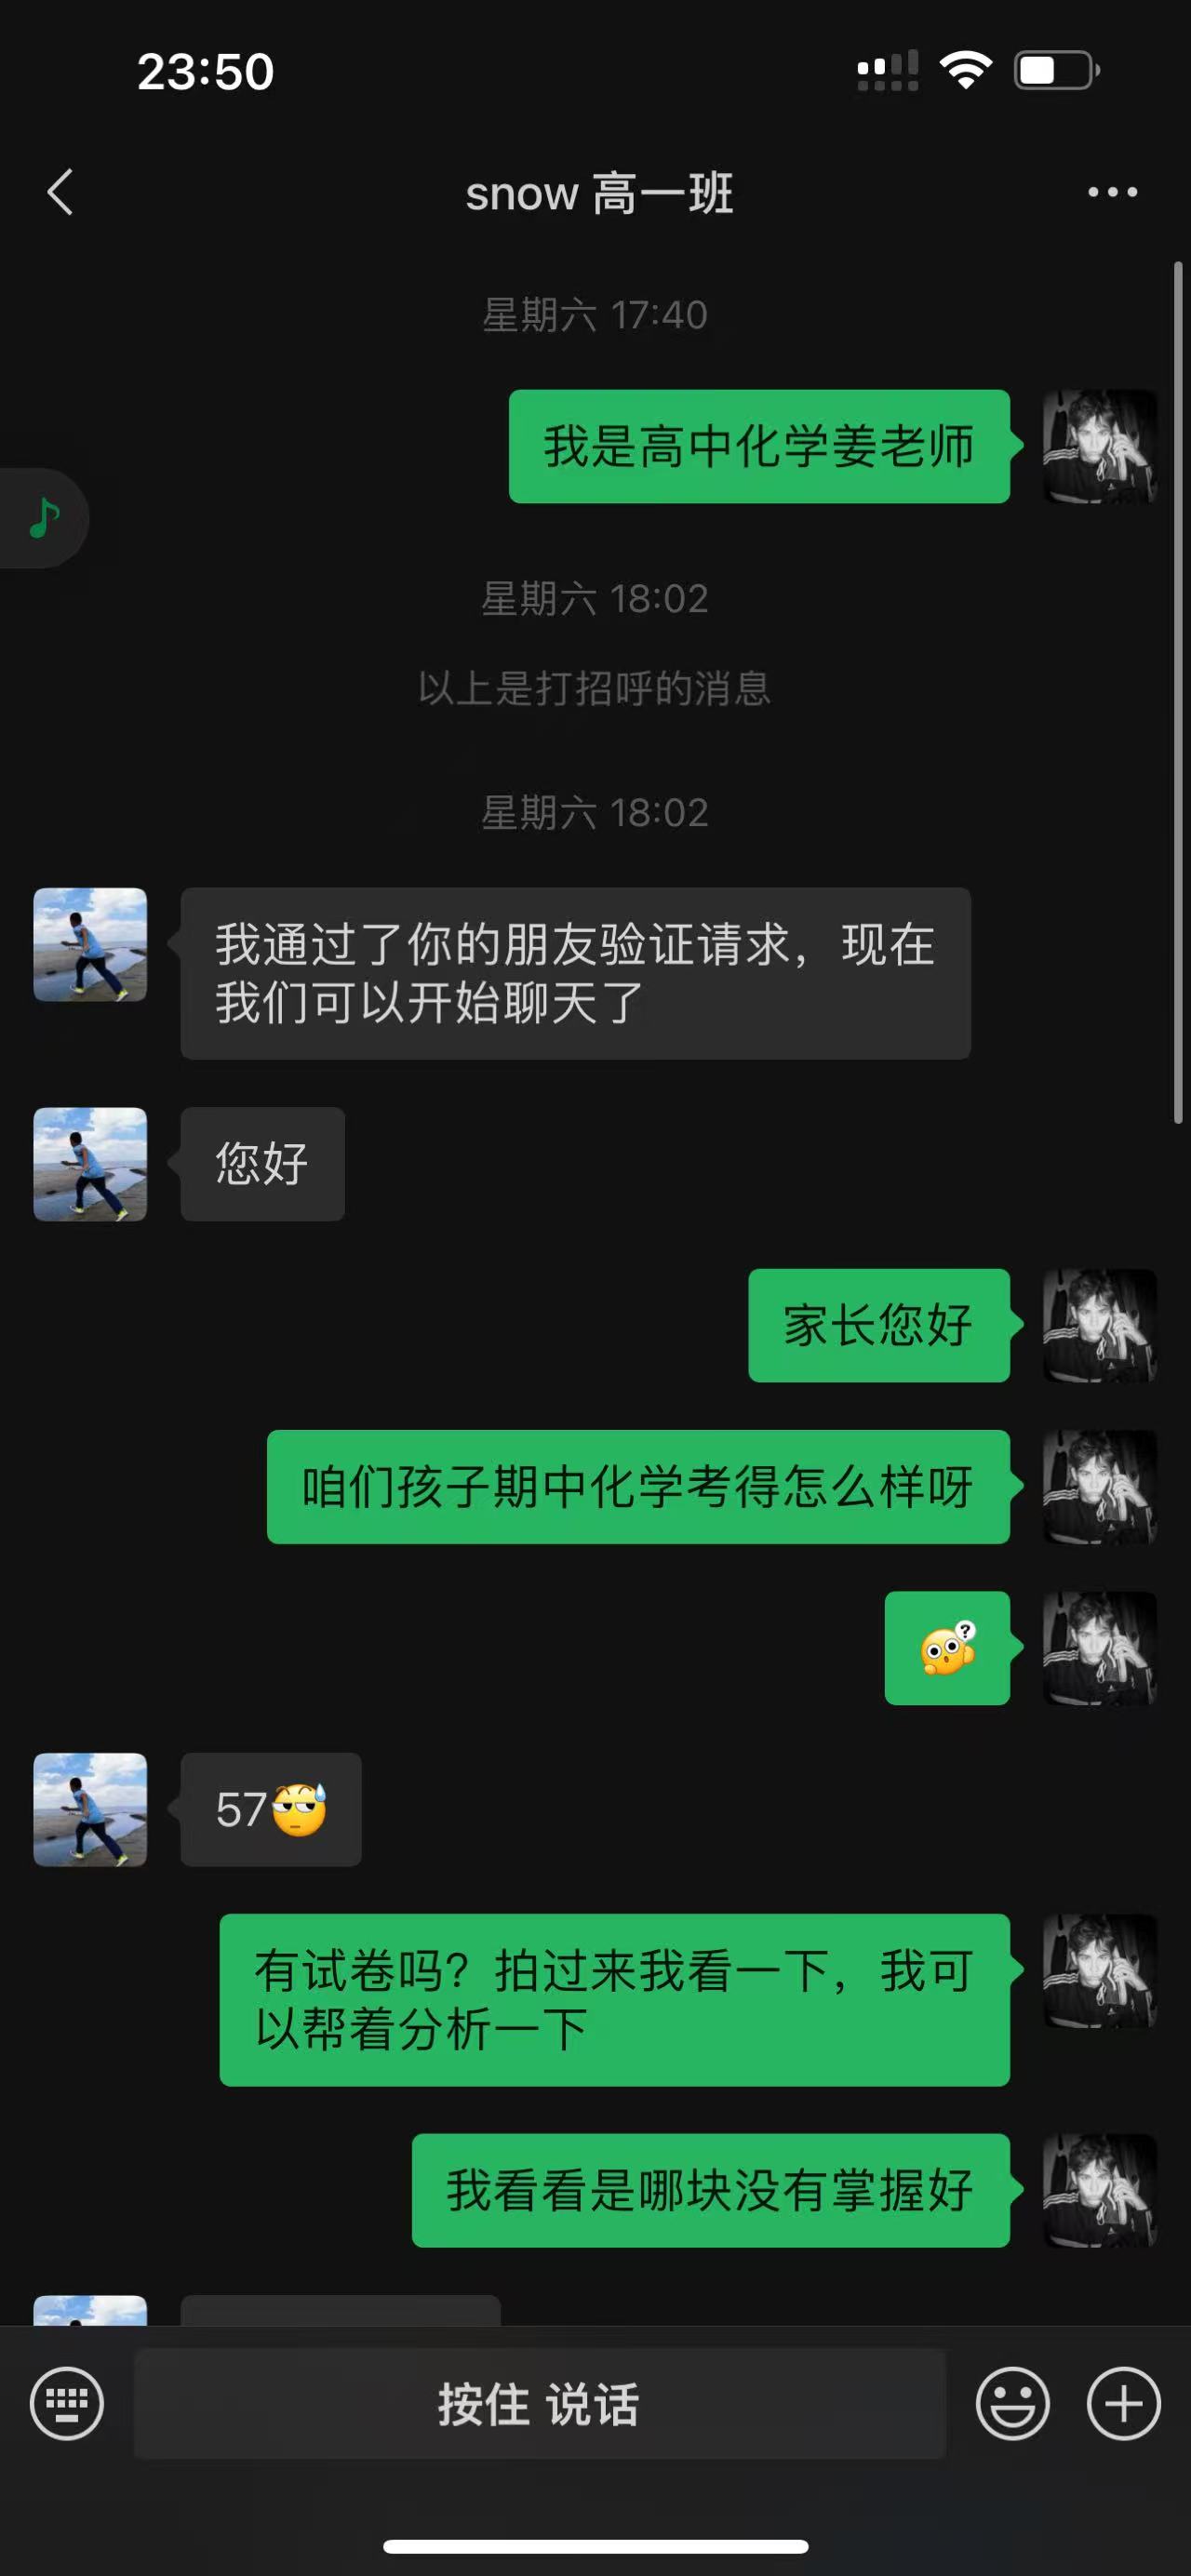 23:50
snow 高一班
星期六 17:40
我是高中化学姜老师
星期六 18:02
以上是打招呼的消息
星期六 18:02
我通过了你的朋友验证请求，现在
我们可以开始聊天了
您好
家长您好
咱们孩子期中化学考得怎么样呀
57
有试卷吗？拍过来我看一下，我可
以帮着分析一下
我看看是哪块没有掌握好
按住 说话